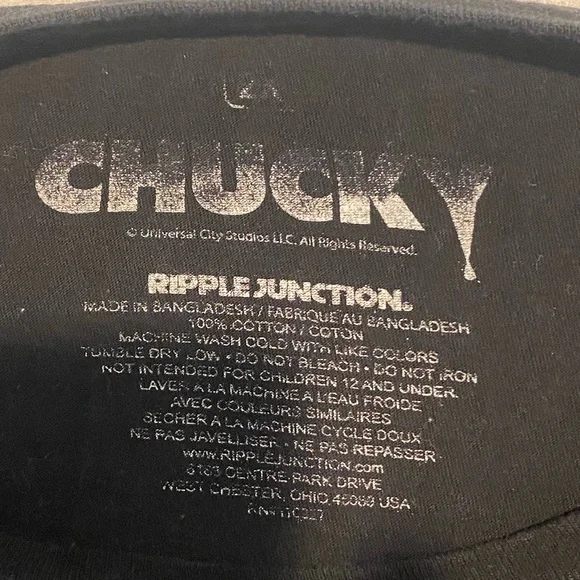 CHUCKY
© Universal City Studios LLC. All Rights Reserved.
RIPPLE JUNCTION®
MADE IN BANGLADESH / FABRIQUE AU BANGLADESH
100% COTTON / COTON
MACHINE WASH COLD WITH LIKE COLORS
TUMBLE DRY LOW • DO NOT BLEACH • DO NOT IRON
NOT INTENDED FOR CHILDREN 12 AND UNDER.
LAVER A LA MACHINE A L'EAU FROIDE
AVEC COULEURS SIMILAIRES
SECHER A LA MACHINE CYCLE DOUX
NE PAS JAVELLISER • NE PAS REPASSER
www.RIPPLEJUNCTION.com
CENTRE PARK DRIVE
WEST CHESTER, OHIO 45069 USA